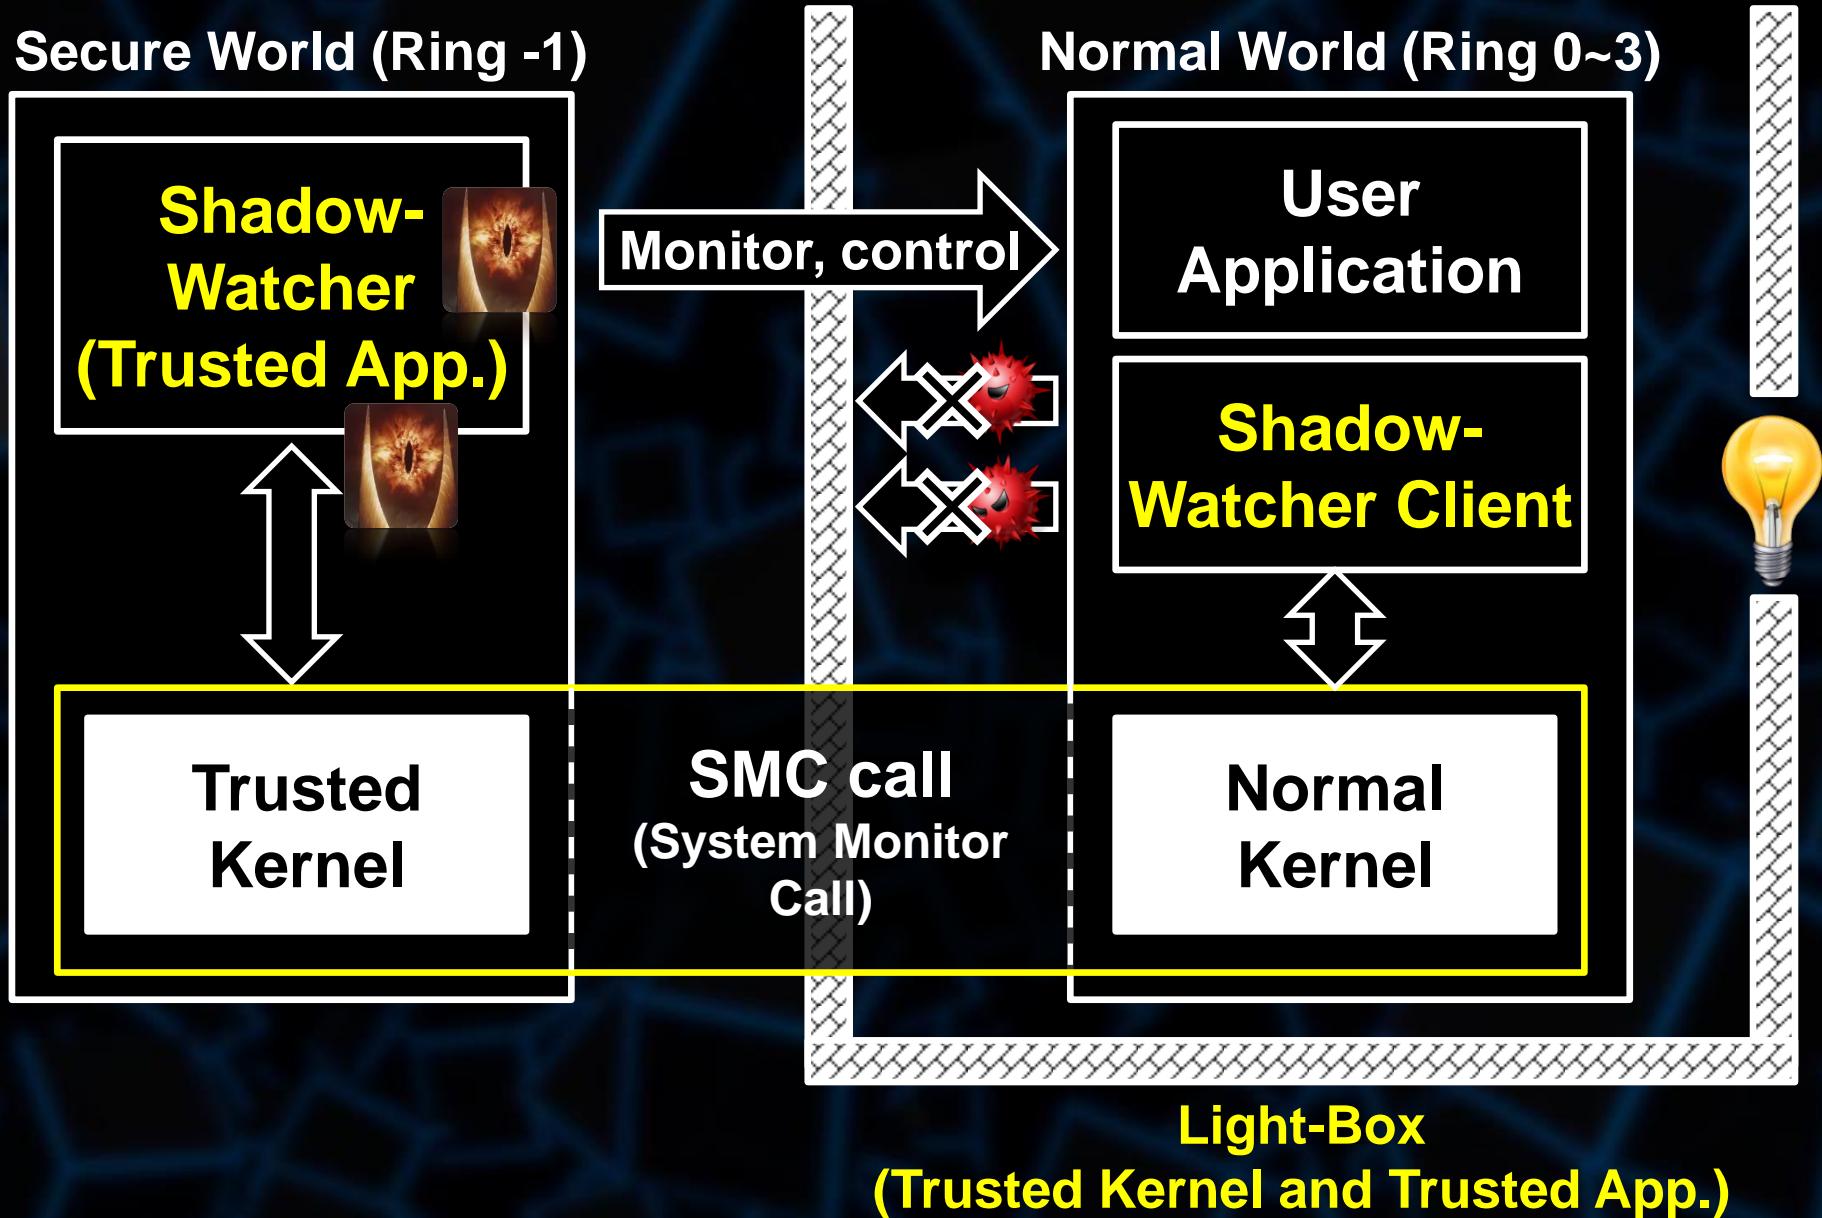 Secure World (Ring -1)
Normal World (Ring 0~3)
Shadow-
Watcher
(Trusted App.)
Monitor, control
User
Application
Shadow-
Watcher Client
Trusted
Kernel
SMC call
(System Monitor
Call)
Normal
Kernel
Light-Box
(Trusted Kernel and Trusted App.)